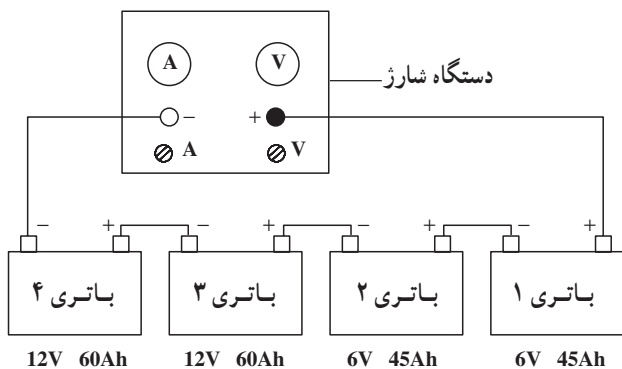 A V
دستگاه شارژ
− +
A V
− + − + − + − +
باتری ۴ باتری ۳ باتری ۲ باتری ۱
12V 60Ah 12V 60Ah 6V 45Ah 6V 45Ah